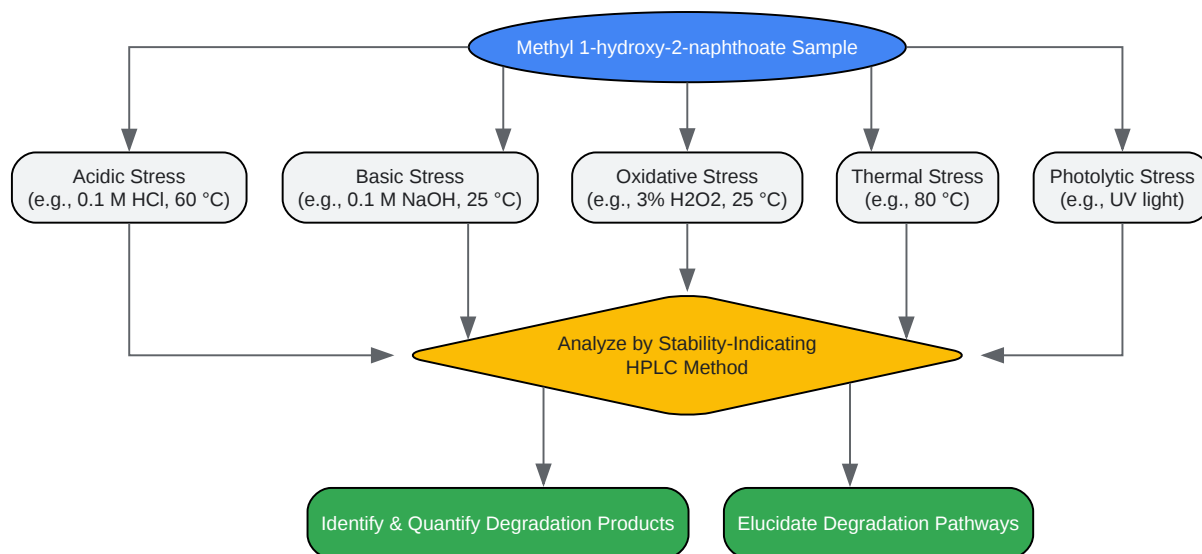 Methyl 1-hydroxy-2-naphthoate Sample
Acidic Stress
(e.g., 0.1 M HCl, 60 °C)
Basic Stress
(e.g., 0.1 M NaOH, 25 °C)
Oxidative Stress
(e.g., 3% H2O2, 25 °C)
Thermal Stress
(e.g., 80 °C)
Photolytic Stress
(e.g., UV light)
Analyze by Stability-Indicating
HPLC Method
Identify & Quantify Degradation Products
Elucidate Degradation Pathways